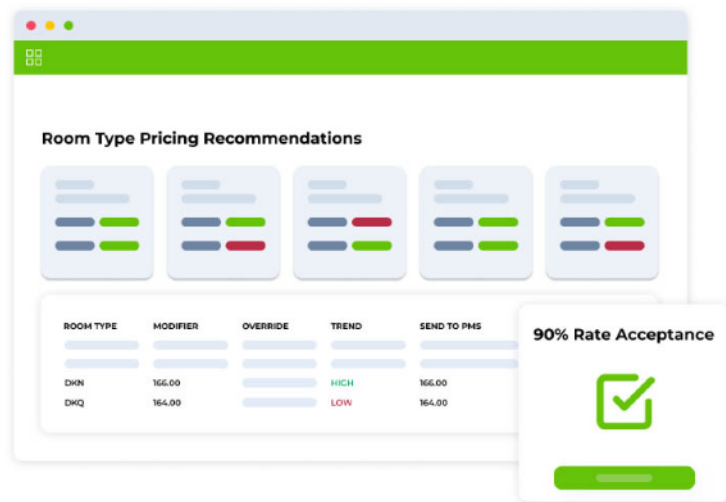 Room Type Pricing Recommendations
ROOM TYPE MODIFIER OVERRIDE TREND SEND TO PMS
DKN 166.00 HIGH 166.00
DKQ 164.00 LOW 164.00
90% Rate Acceptance